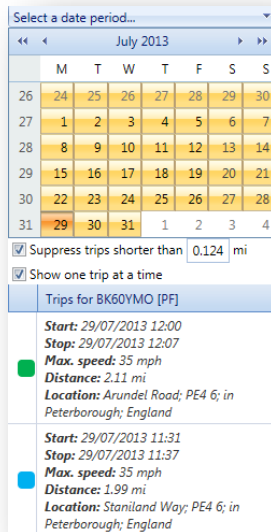 Select a date period...
July 2013
M T W T F S S
26 24 25 26 27 28 29 30
27 1 2 3 4 5 6 7
28 8 9 10 11 12 13 14
29 15 16 17 18 19 20 21
30 22 23 24 25 26 27 28
31 29 30 31 1 2 3 4
Suppress trips shorter than 0.124 mi
Show one trip at a time
Trips for BK60YMO [PF]
Start: 29/07/2013 12:00
Stop: 29/07/2013 12:07
Max. speed: 35 mph
Distance: 2.11 mi
Location: Arundel Road; PE4 6; in
Peterborough; England
Start: 29/07/2013 11:31
Stop: 29/07/2013 11:37
Max. speed: 35 mph
Distance: 1.99 mi
Location: Staniland Way; PE4 6; in
Peterborough; England